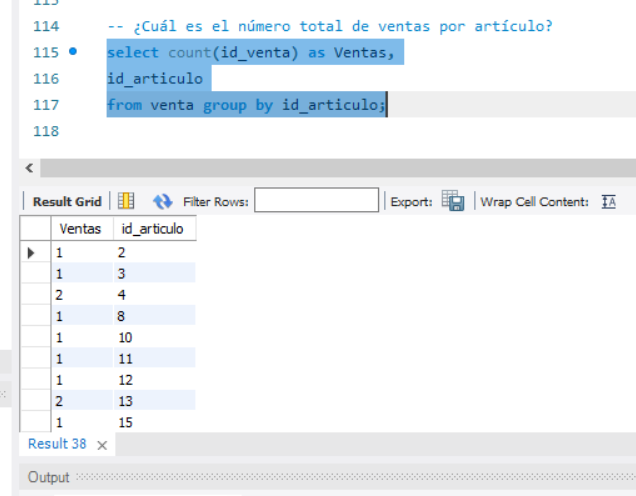 114 -- ¿Cuál es el número total de ventas por artículo?
115 select count(id_venta) as Ventas,
116 id_articulo
117 from venta group by id_articulo;
118
Result Grid Filter Rows: Export: Wrap Cell Content:
Ventas id_articulo
1 2
1 3
2 4
1 8
1 10
1 11
1 12
2 13
1 15
Result 38
Output